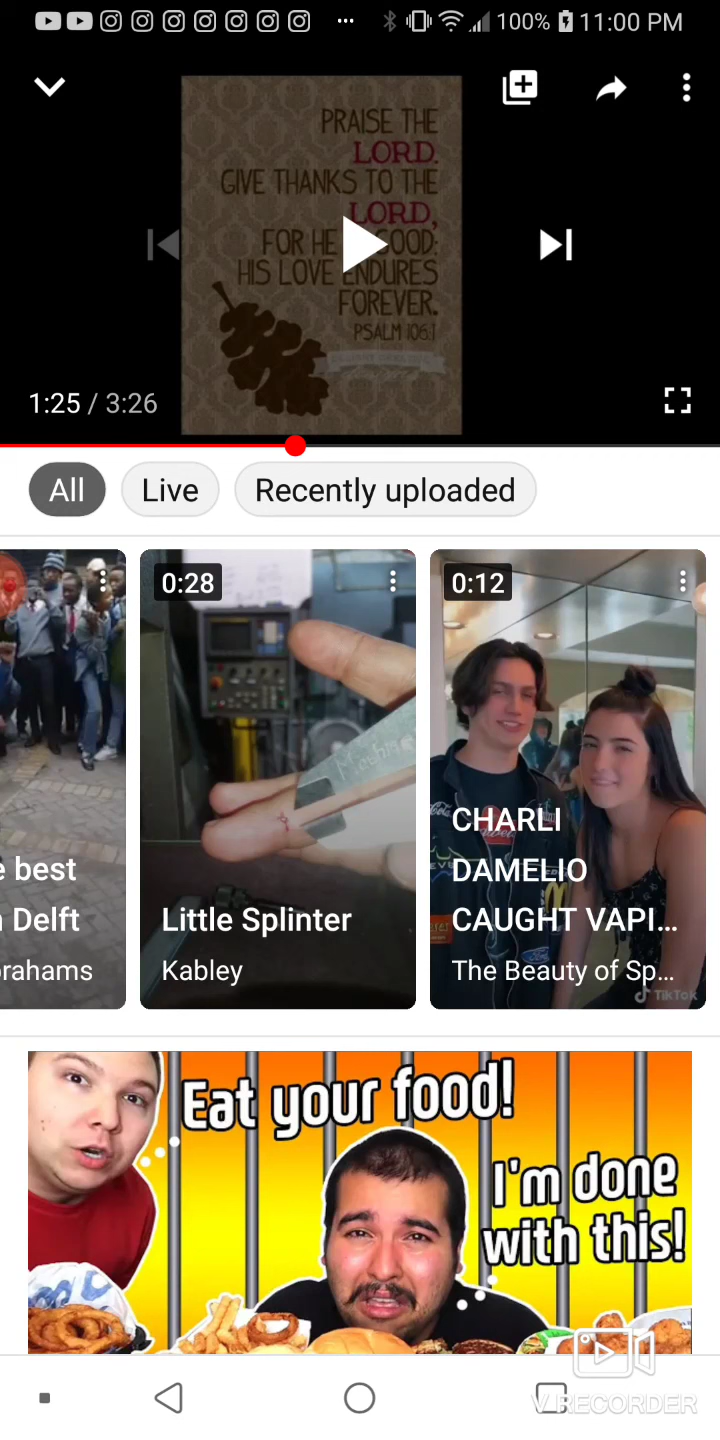 100% 11:00 PM
PRAISE THE
LORD.
GIVE THANKS TO THE
LORD,
FOR HE GOOD:
HIS LOVE ENDURES
FOREVER.
PSALM 106:1
1:25 / 3:26
All
Live
Recently uploaded
e best
Delft
rahams
0:28
Little Splinter
Kabley
0:12
CHARLI
DAMELIO
CAUGHT VAPI...
The Beauty of Sp...
TikTok
Eat your food!
I'm done
with this!
V RECORDER